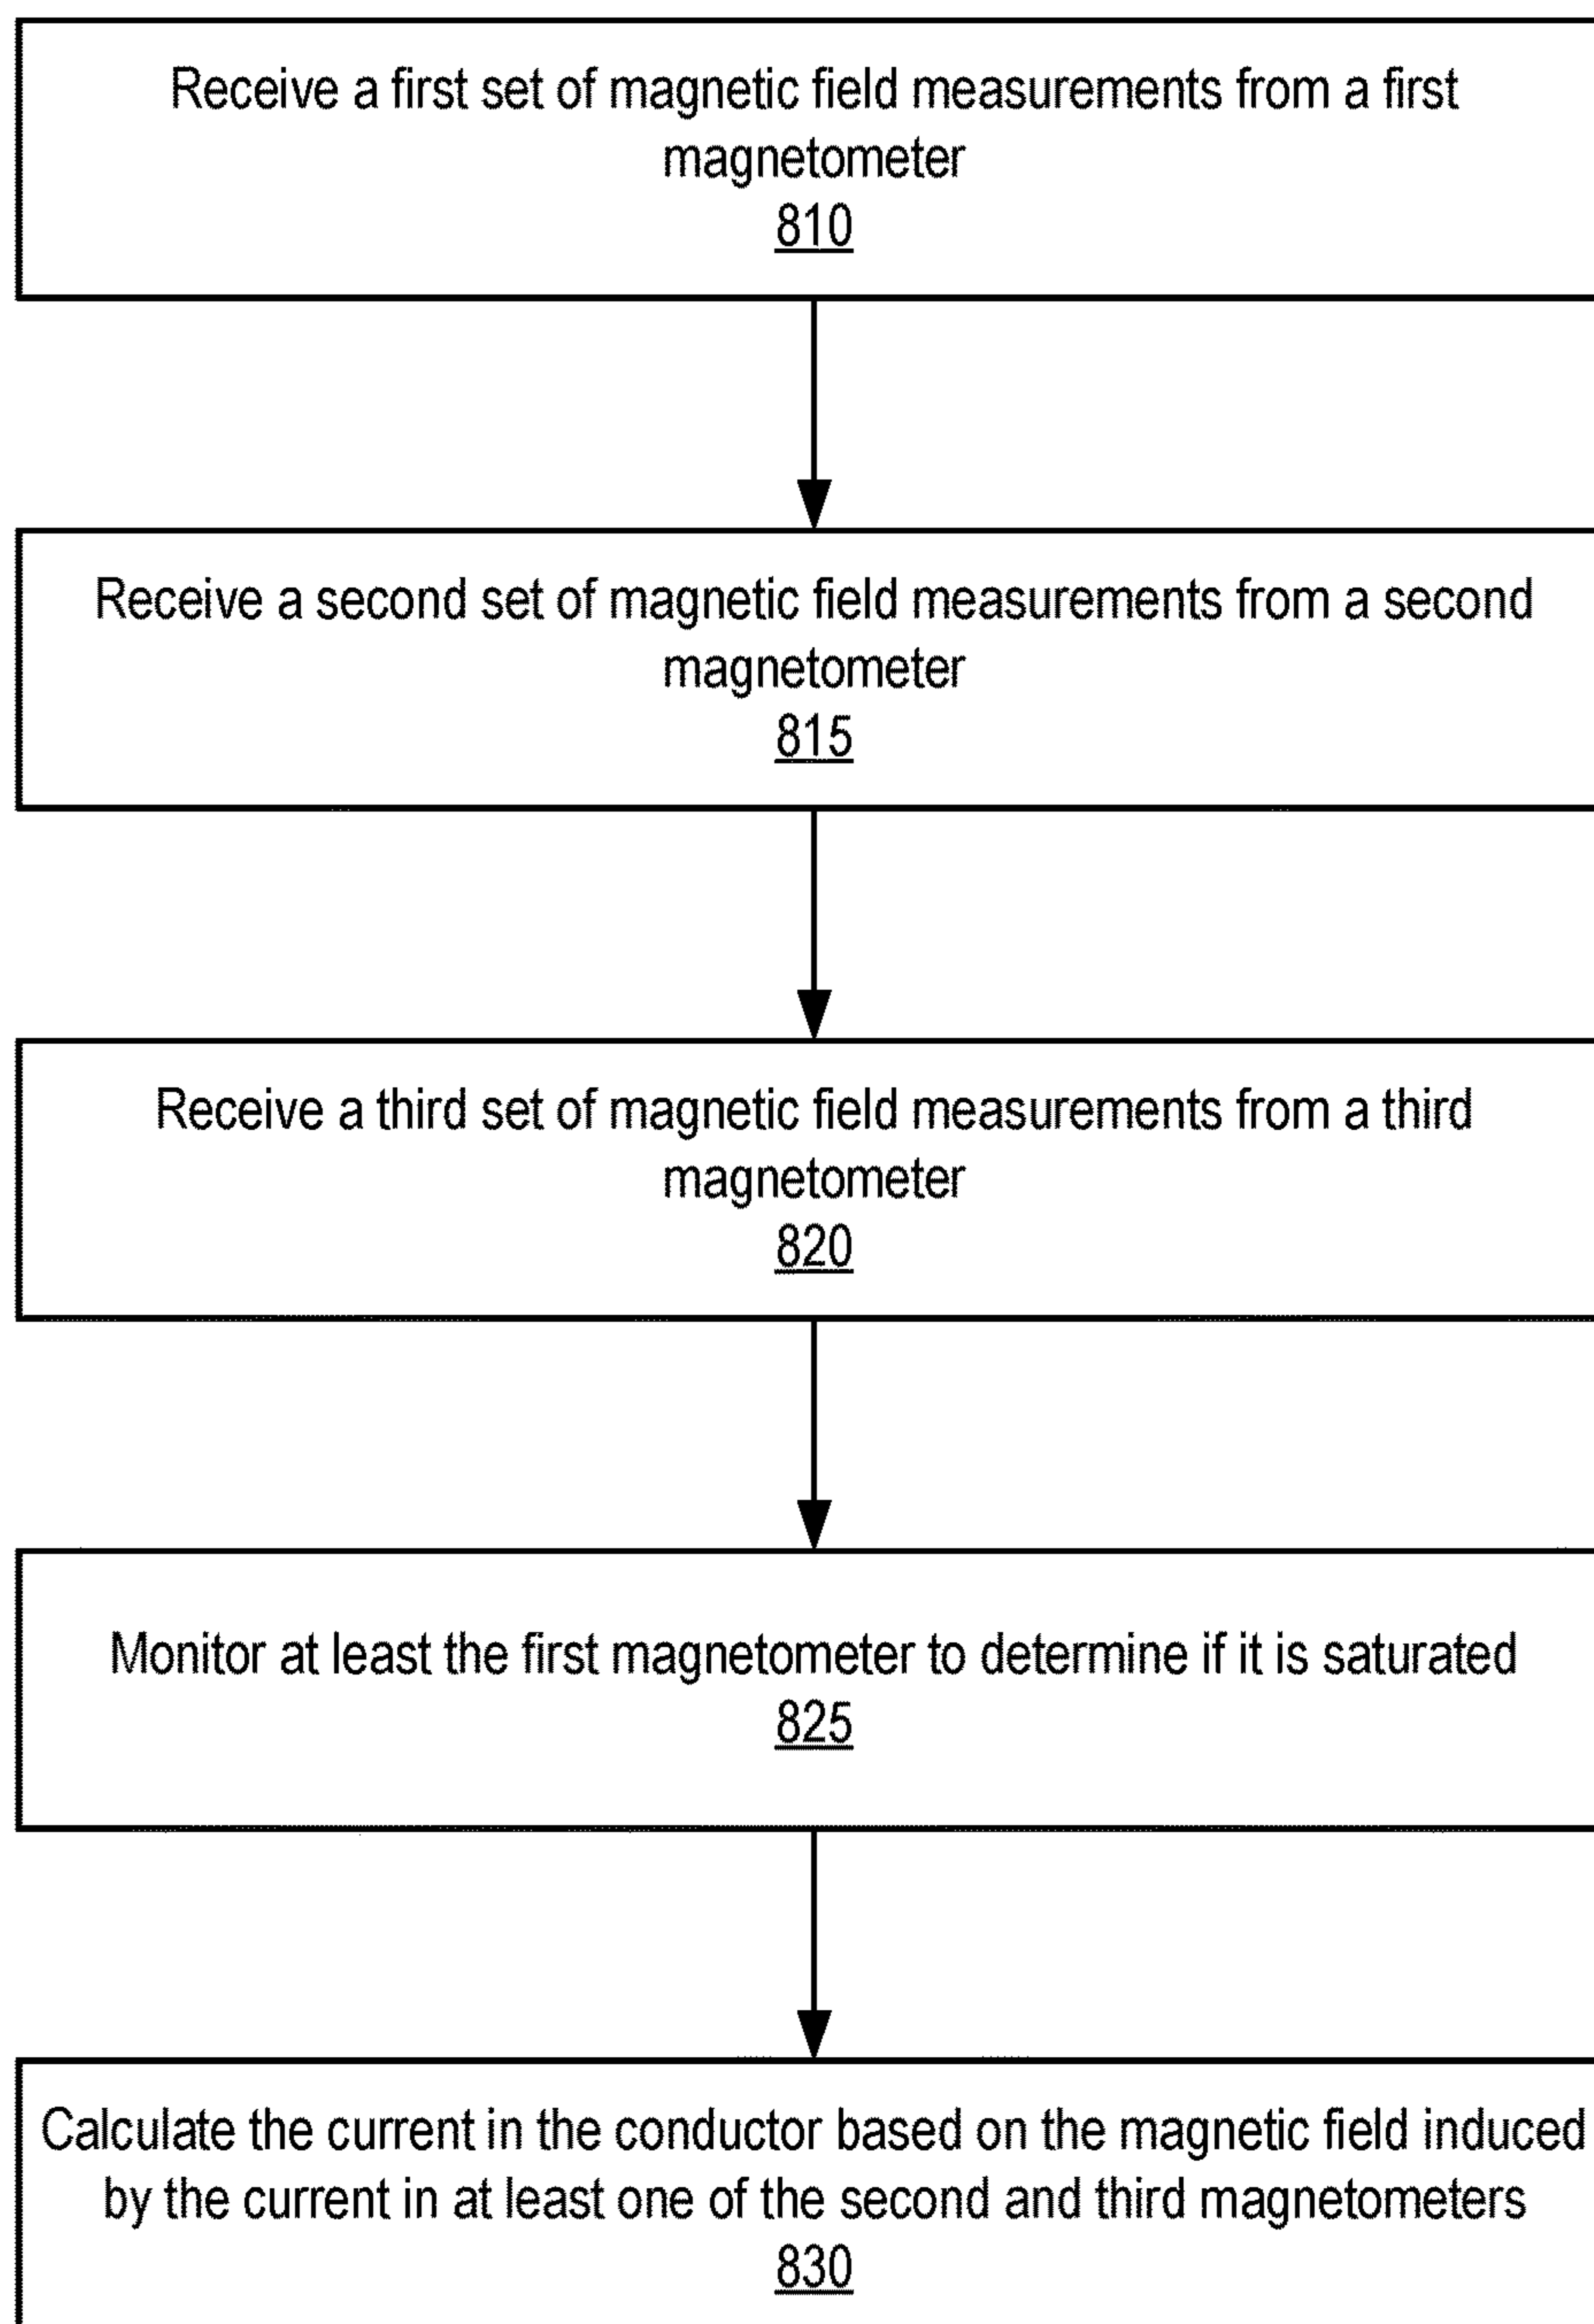 Receive a first set of magnetic field measurements from a first
magnetometer
810
Receive a second set of magnetic field measurements from a second
magnetometer
815
Receive a third set of magnetic field measurements from a third
magnetometer
820
Monitor at least the first magnetometer to determine if it is saturated
825
Calculate the current in the conductor based on the magnetic field induced
by the current in at least one of the second and third magnetometers
830